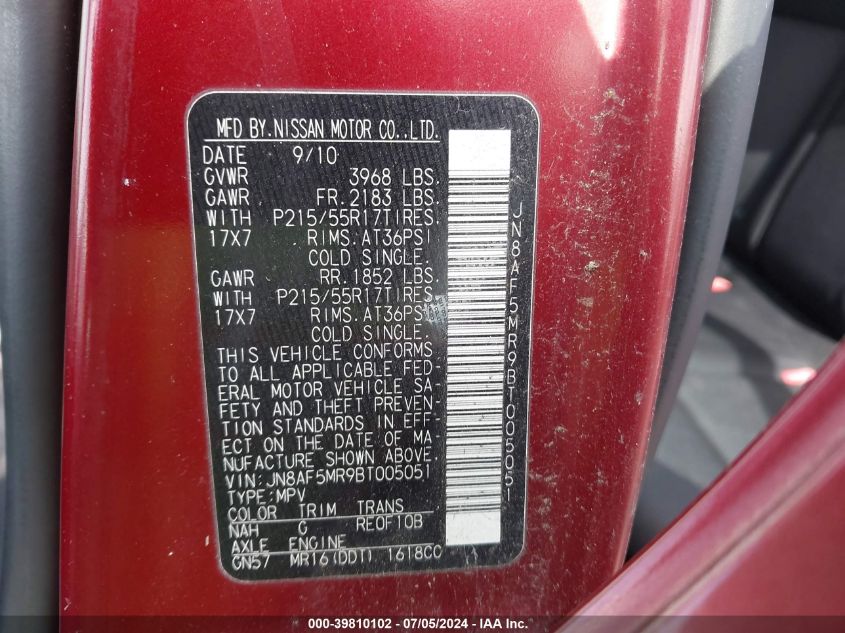 MFD BY.NISSAN MOTOR CO.,LTD.
DATE 9/10
GVWR 3968 LBS.
GAWR FR.2183 LBS.
WITH P215/55R17TIRES.
17X7 RIMS.AT36PSI
COLD SINGLE.
GAWR RR.1852 LBS.
WITH P215/55R17TIRES.
17X7 RIMS.AT36PSI
COLD SINGLE.
THIS VEHICLE CONFORMS
TO ALL APPLICABLE FED-
ERAL MOTOR VEHICLE SA-
FETY AND THEFT PREVEN-
TION STANDARDS IN EFF-
ECT ON THE DATE OF MA-
NUFACTURE SHOWN ABOVE
VIN:JN8AF5MR9BT005051
TYPE:MPV
COLOR TRIM TRANS
NAH G RE0F10B
AXLE ENGINE
GN57 MR16(DDT) 1618CC
JN8AF5MR9BT005051
000-39810102 - 07/05/2024 - IAA Inc.